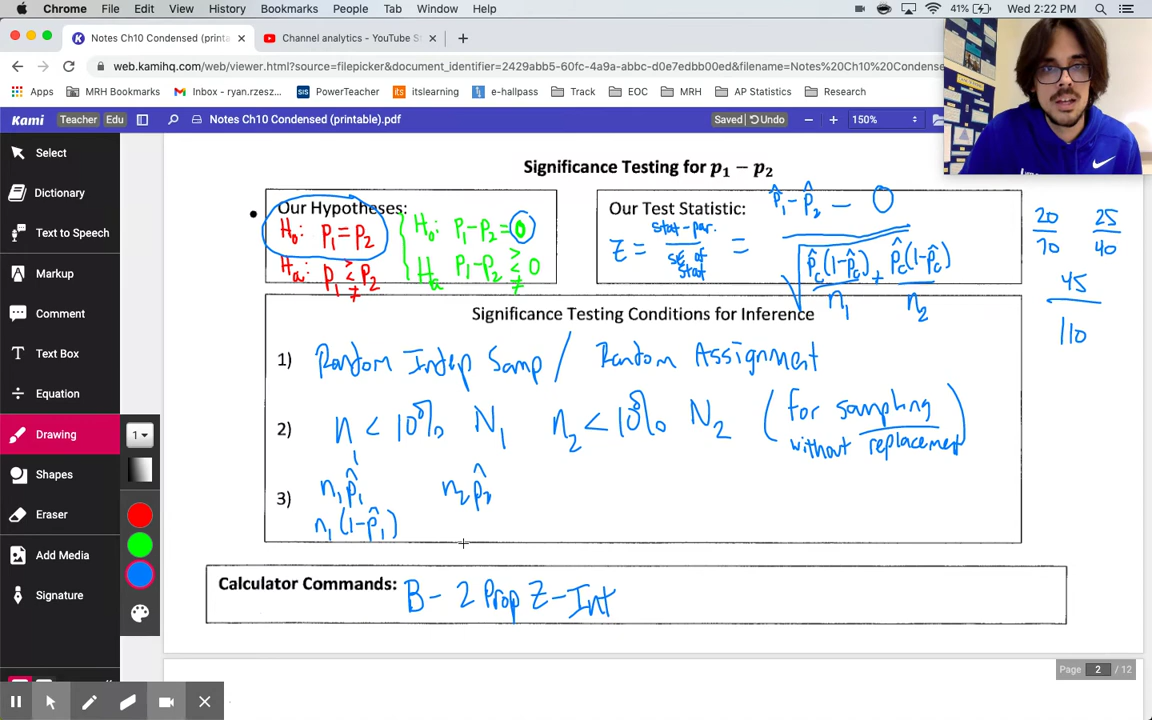 Chrome File Edit View History Bookmarks People Tab Window Help 41% Wed 2:22 PM
Notes Ch10 Condensed (printa × Channel analytics - YouTube S × +
web.kamihq.com/web/viewer.html?source=filepicker&document_identifier=2429abb5-60fc-4a9a-abbc-d0e7edbb00ed&filename=Notes%20Ch10%20Condense
Apps MRH Bookmarks Inbox - ryan.rzesz... PowerTeacher itslearning e-hallpass Track EOC MRH AP Statistics Research
Kami Teacher Edu Notes Ch10 Condensed (printable).pdf Saved Undo 150%
Select
Dictionary
Text to Speech
Markup
Comment
Text Box
Equation
Drawing
1
Shapes
Eraser
Add Media
Signature
Significance Testing for p₁ − p₂
Our Hypotheses:
H₀: p₁ = p₂
Hₐ: p₁ > < ≠ p₂
H₀: p₁ - p₂ = 0
Hₐ p₁ - p₂ > < ≠ 0
Our Test Statistic:
Z = stat-par. / st. of stat = p̂₁ - p̂₂ - 0 / √ p̂c(1-p̂c) / n₁ + p̂c(1-p̂c) / n₂
20/70 25/40
45/110
Significance Testing Conditions for Inference
1) Random Indep Samp / Random Assignment
2) n₁ < 10% N₁ n₂ < 10% N₂ (for sampling without replacement)
3) n₁p̂₁ n₂p̂₂
n₁(1-p̂₁)
Calculator Commands: B - 2 Prop Z - Int
Page 2 / 12